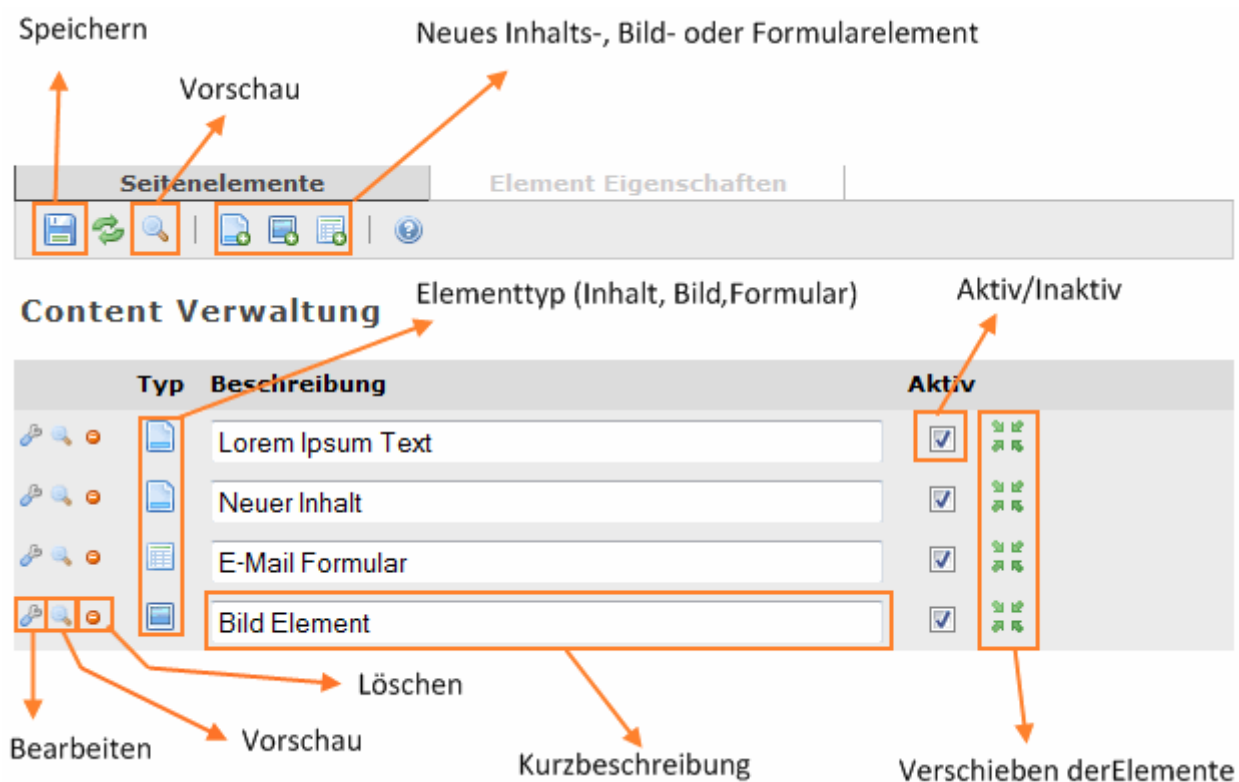 Speichern
Neues Inhalts-, Bild- oder Formularelement
Vorschau
Seitenelemente
Element Eigenschaften
Elementtyp (Inhalt, Bild,Formular)
Aktiv/Inaktiv
Content Verwaltung
Typ Beschreibung Aktiv
Lorem Ipsum Text
Neuer Inhalt
E-Mail Formular
Bild Element
Löschen
Bearbeiten
Vorschau
Kurzbeschreibung
Verschieben derElemente